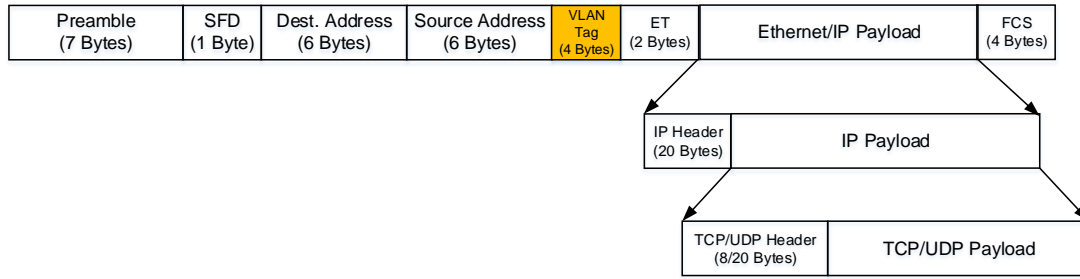 Preamble
(7 Bytes)
SFD
(1 Byte)
Dest. Address
(6 Bytes)
Source Address
(6 Bytes)
VLAN
Tag
(4 Bytes)
ET
(2 Bytes)
Ethernet/IP Payload
FCS
(4 Bytes)
IP Header
(20 Bytes)
IP Payload
TCP/UDP Header
(8/20 Bytes)
TCP/UDP Payload